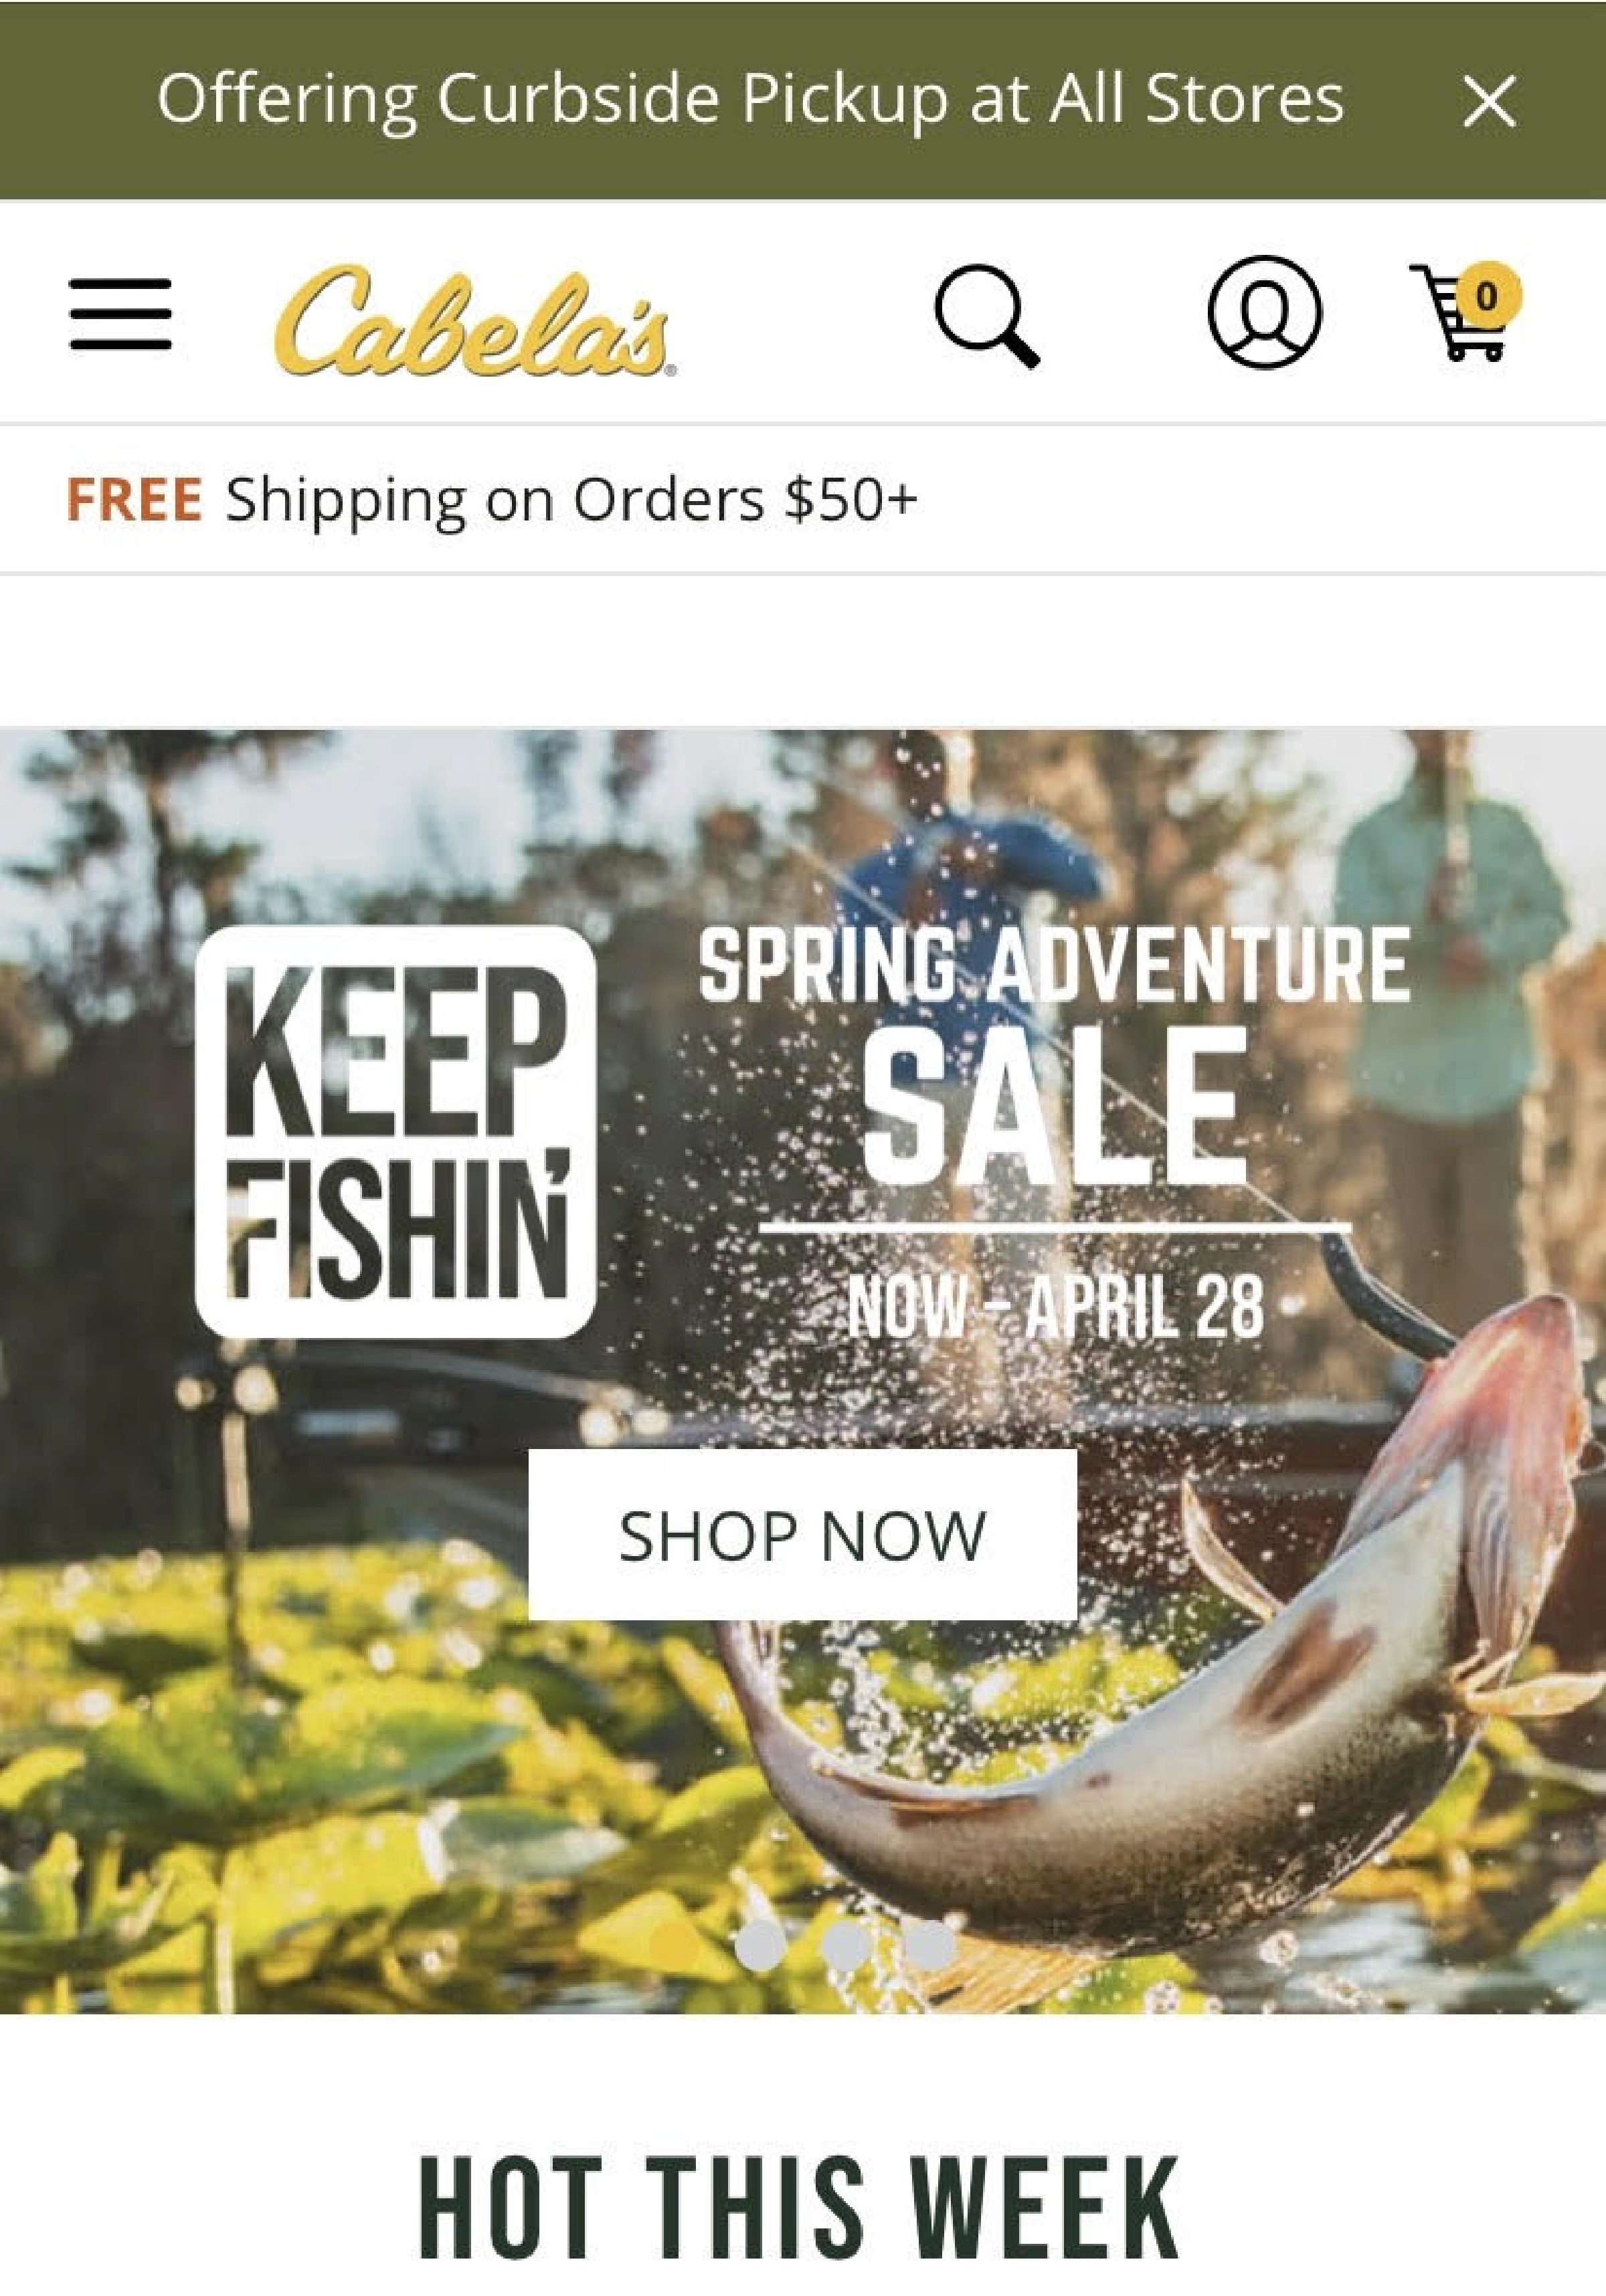 Offering Curbside Pickup at All Stores
Cabela's®
0
FREE Shipping on Orders $50+
KEEP
FISHIN'
SPRING ADVENTURE
SALE
NOW - APRIL 28
SHOP NOW
HOT THIS WEEK